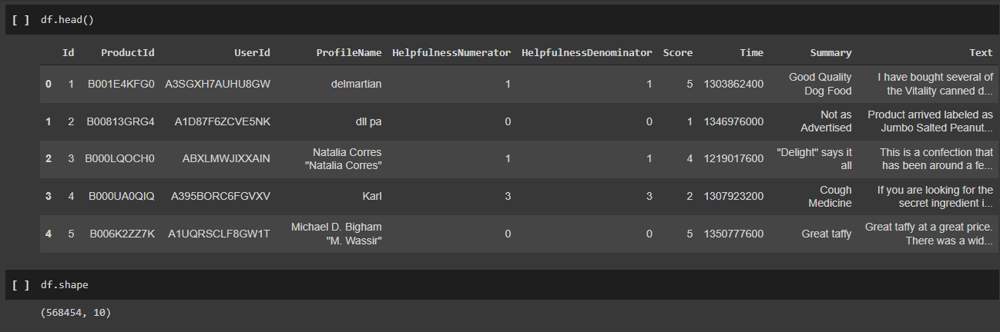 [ ] df.head()
Id ProductId UserId ProfileName HelpfulnessNumerator HelpfulnessDenominator Score Time Summary Text
0 1 B001E4KFG0 A3SGXH7AUHU8GW delmartian 1 1 5 1303862400 Good Quality Dog Food I have bought several of the Vitality canned d...
1 2 B00813GRG4 A1D87F6ZCVE5NK dll pa 0 0 1 1346976000 Not as Advertised Product arrived labeled as Jumbo Salted Peanut...
2 3 B000LQOCH0 ABXLMWJIXXAIN Natalia Corres "Natalia Corres" 1 1 4 1219017600 "Delight" says it all This is a confection that has been around a fe...
3 4 B000UA0QIQ A395BORC6FGVXV Karl 3 3 2 1307923200 Cough Medicine If you are looking for the secret ingredient i...
4 5 B006K2ZZ7K A1UQRSCLF8GW1T Michael D. Bigham "M. Wassir" 0 0 5 1350777600 Great taffy Great taffy at a great price. There was a wid...
[ ] df.shape
(568454, 10)